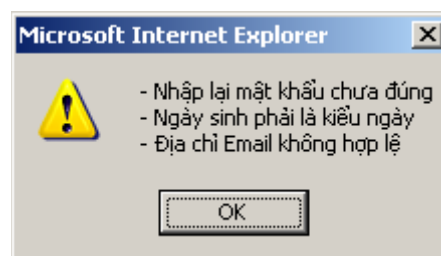 Microsoft Internet Explorer
- Nhập lại mật khẩu chưa đúng
- Ngày sinh phải là kiểu ngày
- Địa chỉ Email không hợp lệ
OK